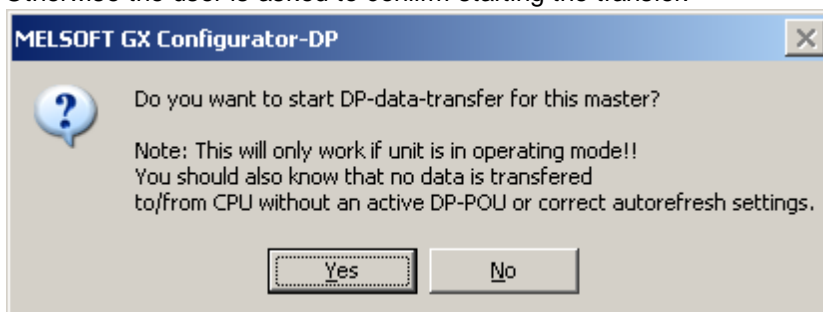 Otherwise the user is asked to confirm starting the transfer.
MELSOFT GX Configurator-DP
Do you want to start DP-data-transfer for this master?
Note: This will only work if unit is in operating mode!!
You should also know that no data is transfered
to/from CPU without an active DP-POU or correct autorefresh settings.
Yes
No